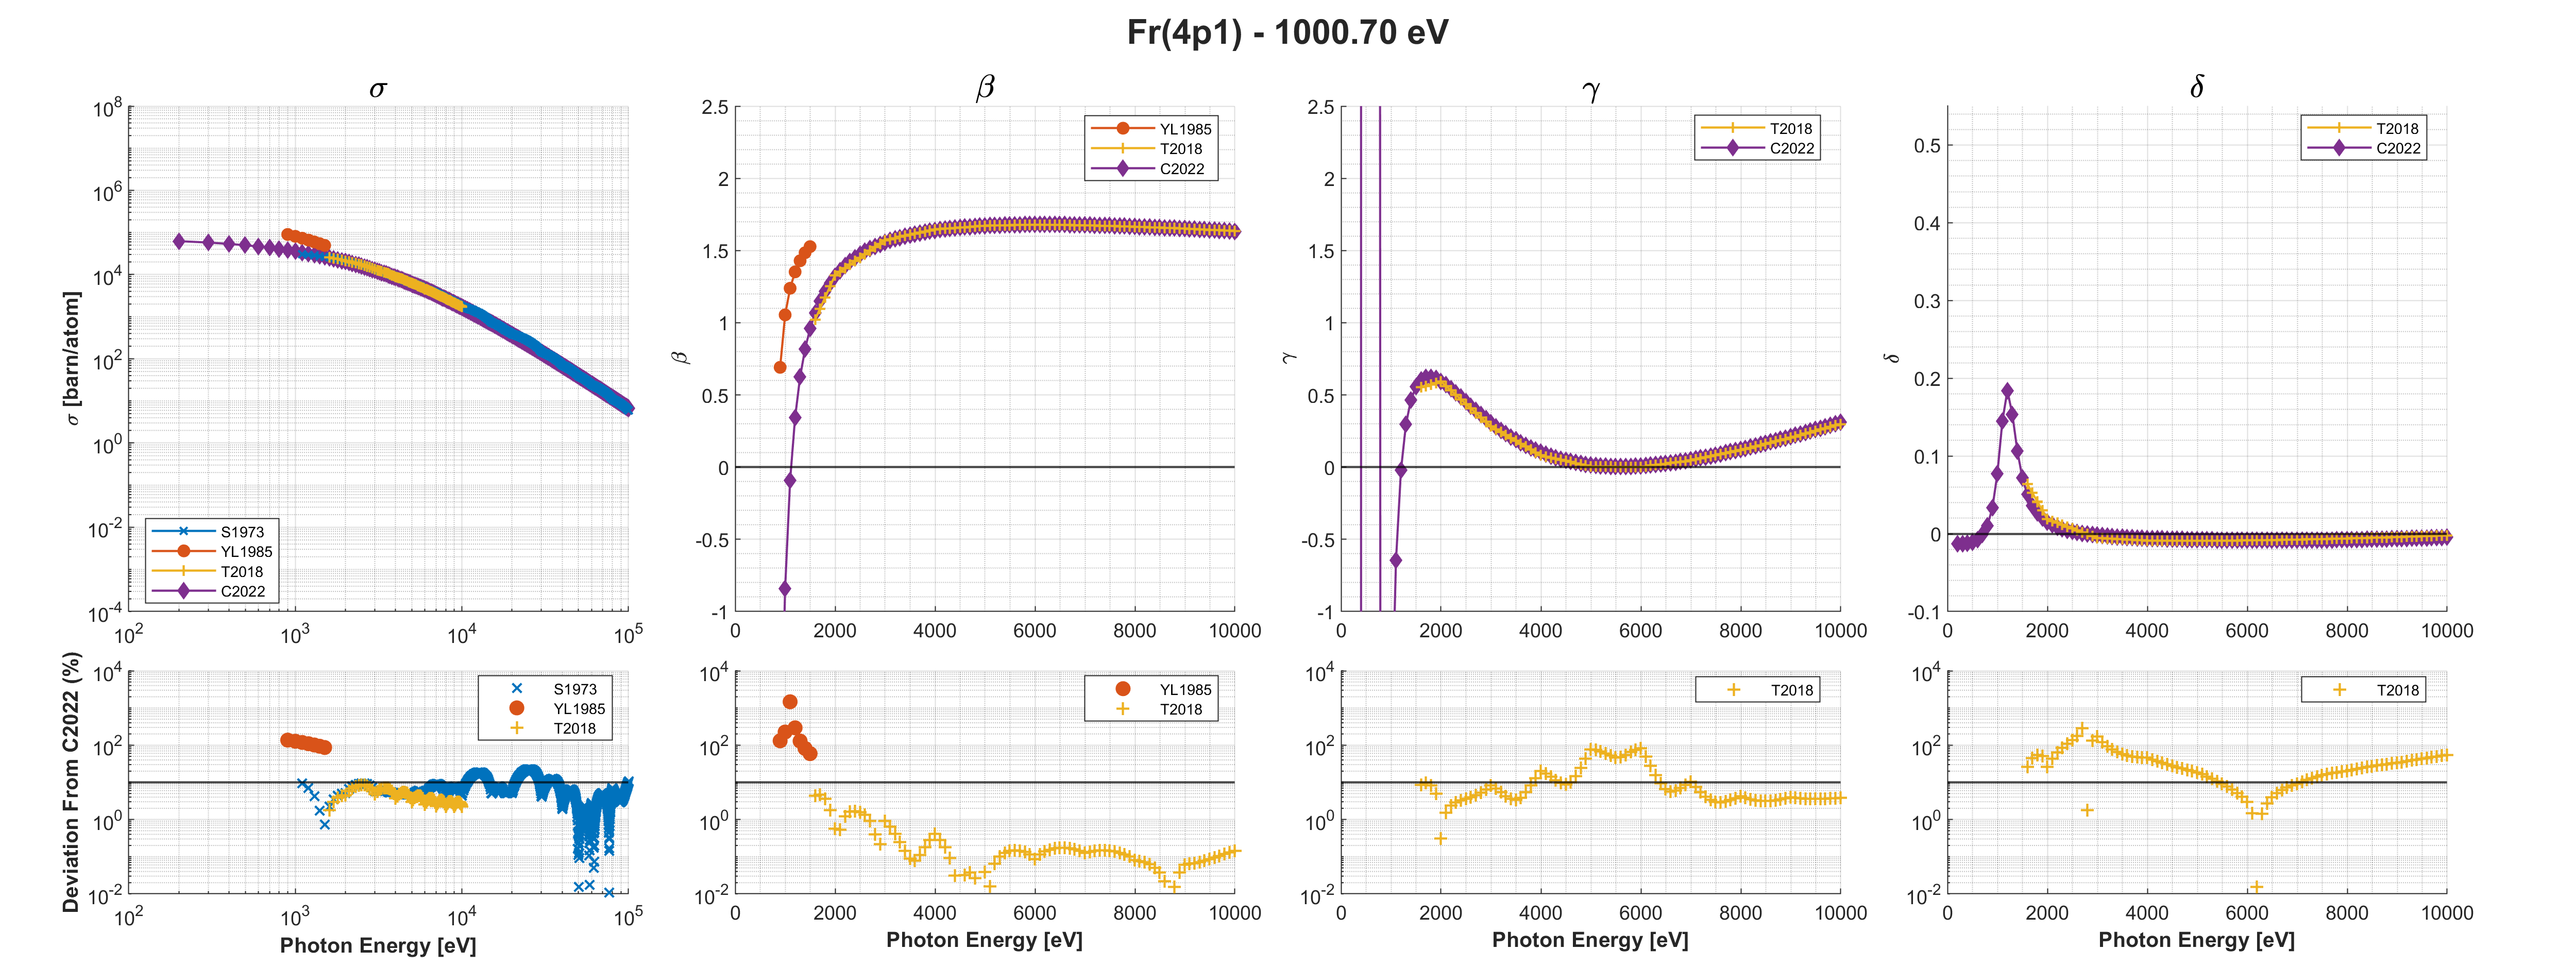 Fr(4p1) - 1000.70 eV
σ
10^8
10^6
10^4
10^2
10^0
10^-2
10^-4
σ [barn/atom]
S1973
YL1985
T2018
C2022
10^2 10^3 10^4 10^5
β
2.5
2
1.5
1
0.5
0
-0.5
-1
β
YL1985
T2018
C2022
0 2000 4000 6000 8000 10000
γ
2.5
2
1.5
1
0.5
0
-0.5
-1
γ
T2018
C2022
0 2000 4000 6000 8000 10000
δ
0.5
0.4
0.3
0.2
0.1
0
-0.1
δ
T2018
C2022
0 2000 4000 6000 8000 10000
Deviation From C2022 (%)
10^4
10^2
10^0
10^-2
S1973
YL1985
T2018
10^2 10^3 10^4 10^5
Photon Energy [eV]
10^4
10^2
10^0
10^-2
YL1985
T2018
0 2000 4000 6000 8000 10000
Photon Energy [eV]
10^4
10^2
10^0
10^-2
T2018
0 2000 4000 6000 8000 10000
Photon Energy [eV]
10^4
10^2
10^0
10^-2
T2018
0 2000 4000 6000 8000 10000
Photon Energy [eV]